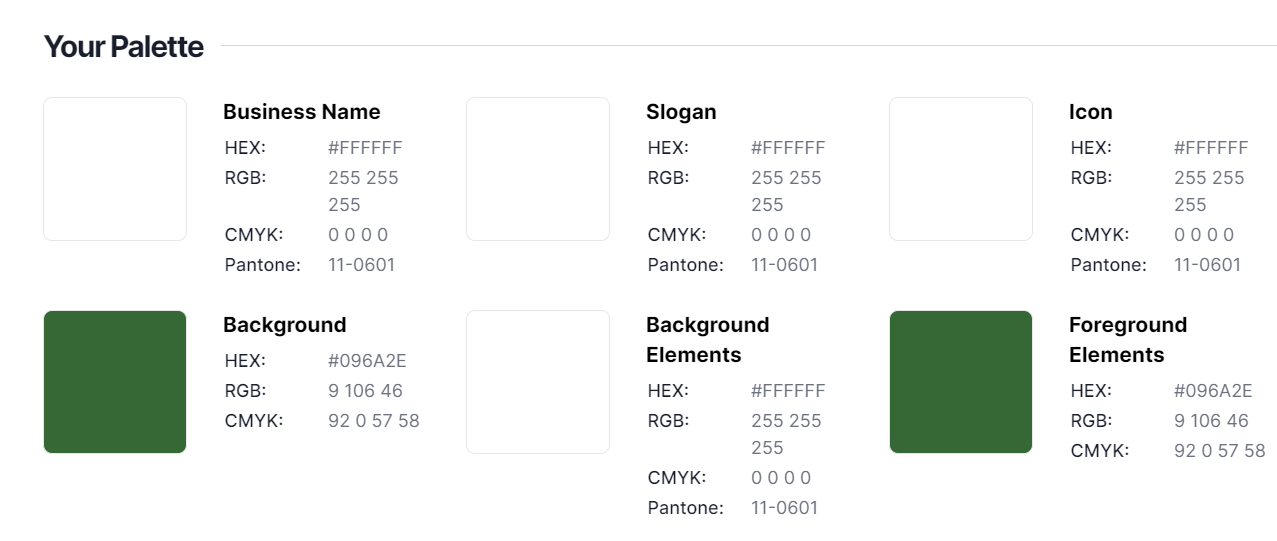 Your Palette
Business Name
HEX: #FFFFFF
RGB: 255 255
255
CMYK: 0 0 0 0
Pantone: 11-0601
Slogan
HEX: #FFFFFF
RGB: 255 255
255
CMYK: 0 0 0 0
Pantone: 11-0601
Icon
HEX: #FFFFFF
RGB: 255 255
255
CMYK: 0 0 0 0
Pantone: 11-0601
Background
HEX: #096A2E
RGB: 9 106 46
CMYK: 92 0 57 58
Background
Elements
HEX: #FFFFFF
RGB: 255 255
255
CMYK: 0 0 0 0
Pantone: 11-0601
Foreground
Elements
HEX: #096A2E
RGB: 9 106 46
CMYK: 92 0 57 58